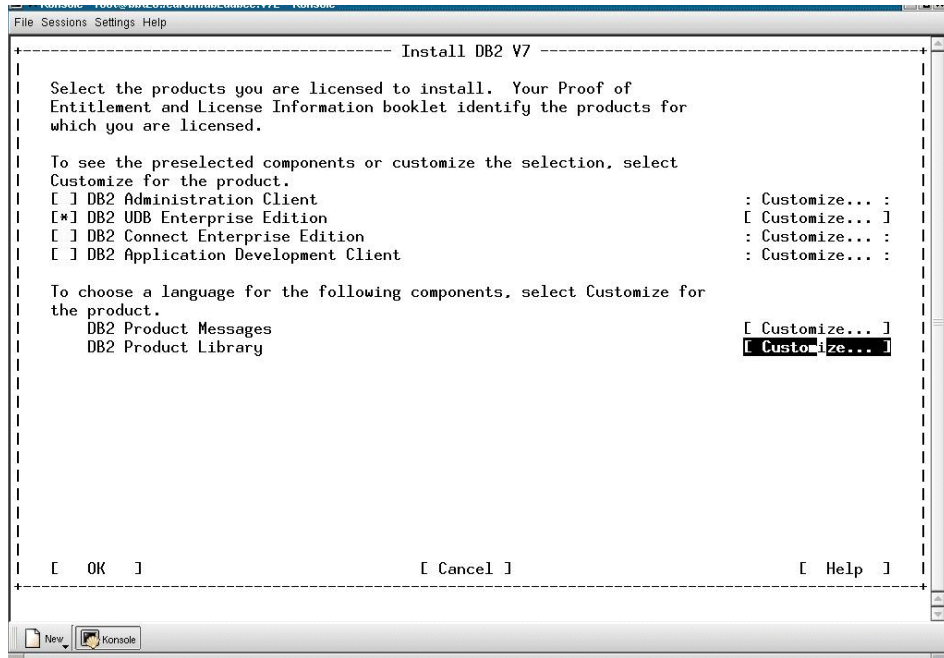 File Sessions Settings Help
Install DB2 V7
Select the products you are licensed to install. Your Proof of
Entitlement and License Information booklet identify the products for
which you are licensed.
To see the preselected components or customize the selection, select
Customize for the product.
[ ] DB2 Administration Client : Customize... :
[*] DB2 UDB Enterprise Edition [ Customize... ]
[ ] DB2 Connect Enterprise Edition : Customize... :
[ ] DB2 Application Development Client : Customize... :
To choose a language for the following components, select Customize for
the product.
DB2 Product Messages [ Customize... ]
DB2 Product Library [ Customize... ]
[ OK ] [ Cancel ] [ Help ]
New Konsole